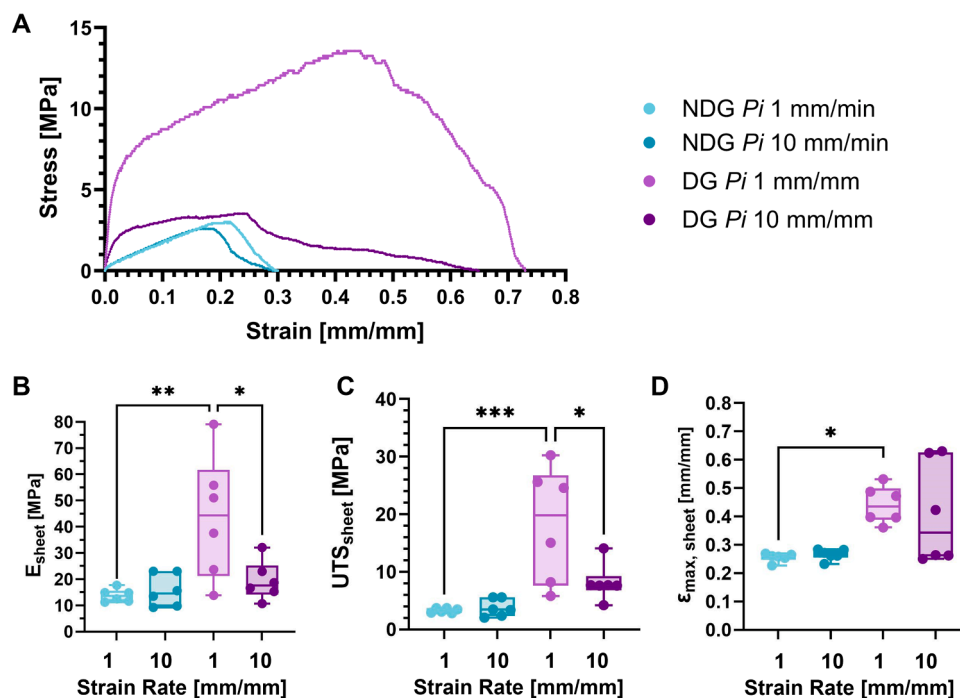 A
Stress [MPa]
15
10
5
0
0.0 0.1 0.2 0.3 0.4 0.5 0.6 0.7 0.8
Strain [mm/mm]
NDG Pi 1 mm/min
NDG Pi 10 mm/min
DG Pi 1 mm/mm
DG Pi 10 mm/mm
B
** *
E_sheet [MPa]
80
70
60
50
40
30
20
10
0
1 10 1 10
Strain Rate [mm/mm]
C
*** *
UTS_sheet [MPa]
40
30
20
10
0
1 10 1 10
Strain Rate [mm/mm]
D
*
ε_max, sheet [mm/mm]
0.8
0.7
0.6
0.5
0.4
0.3
0.2
0.1
0.0
1 10 1 10
Strain Rate [mm/mm]